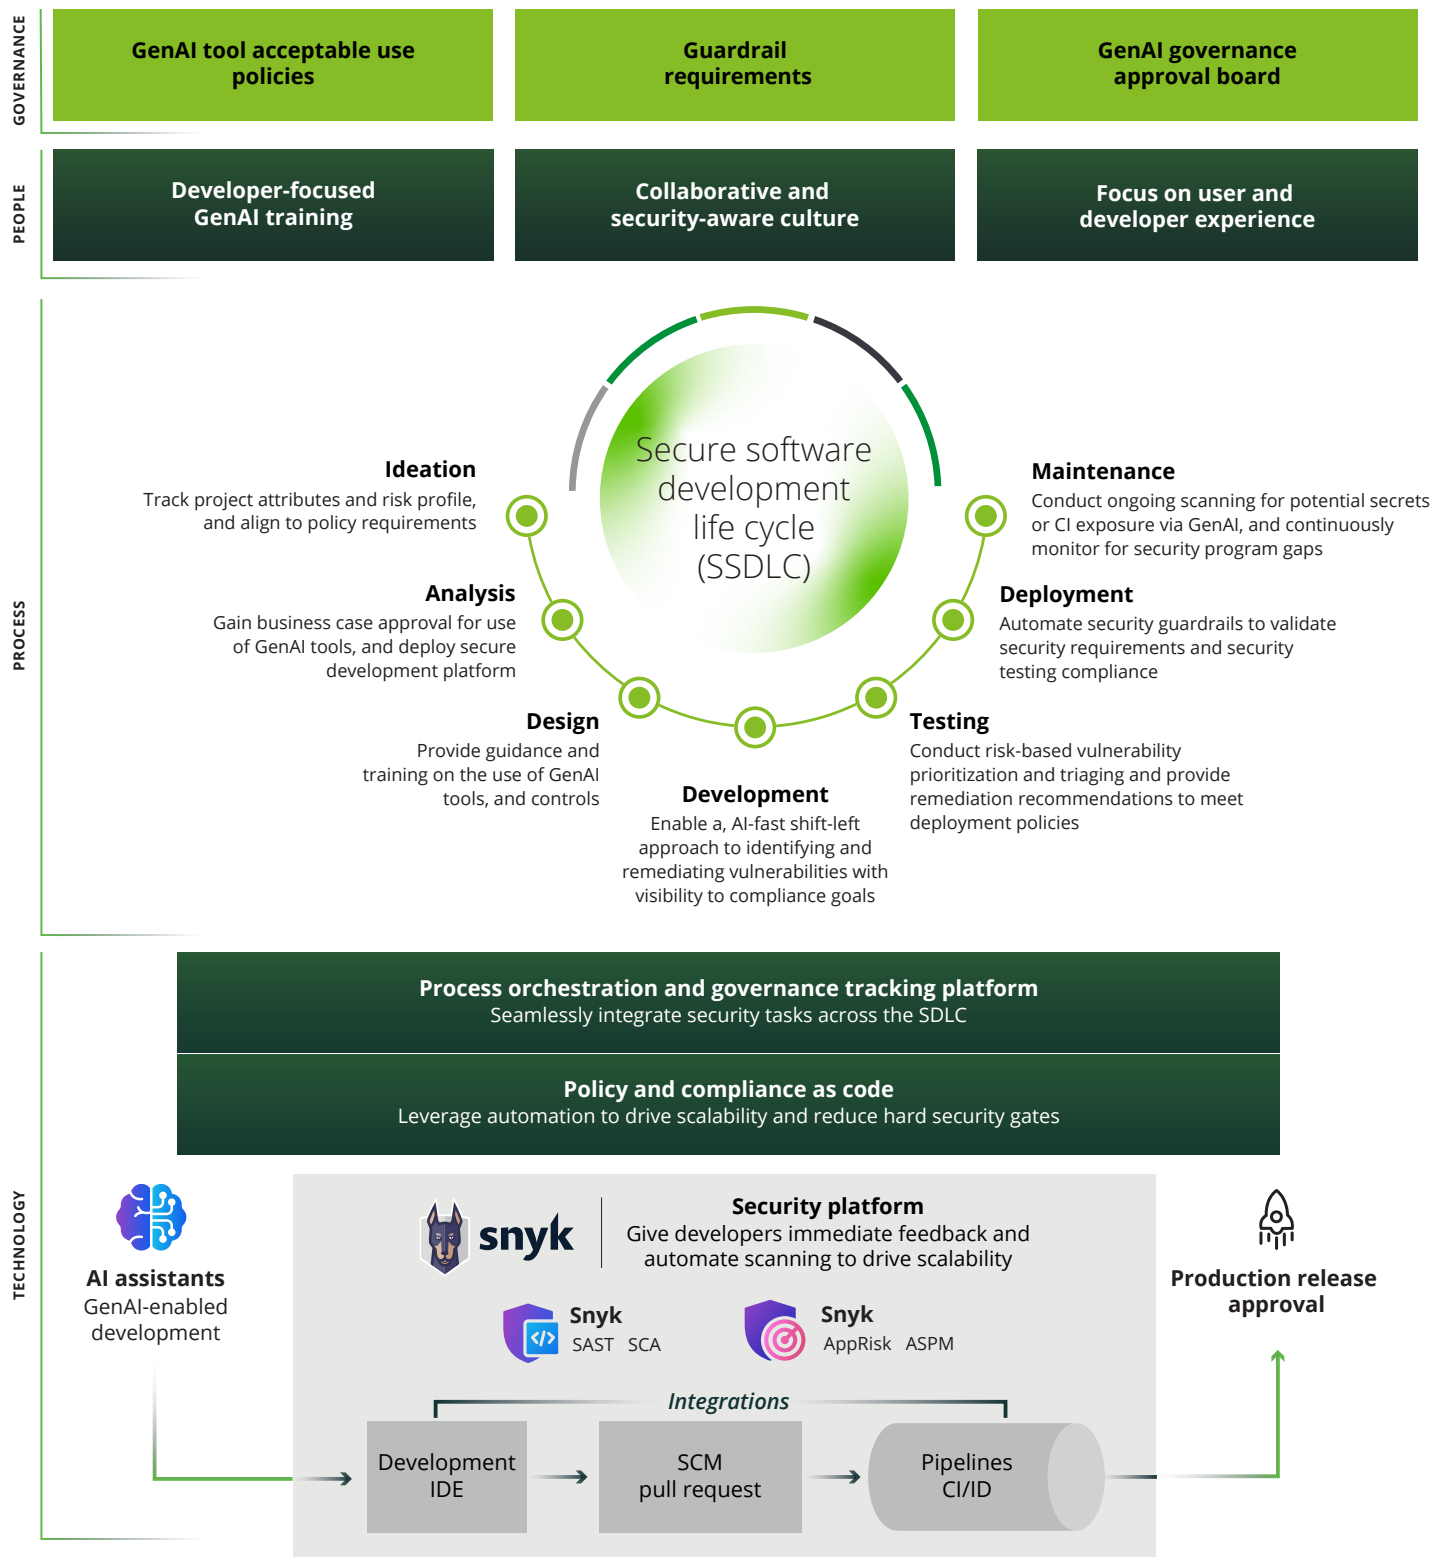 GOVERNANCE
GenAI tool acceptable use
policies
Guardrail
requirements
GenAI governance
approval board
PEOPLE
Developer-focused
GenAI training
Collaborative and
security-aware culture
Focus on user and
developer experience
PROCESS
Secure software
development
life cycle
(SSDLC)
Ideation
Track project attributes and risk profile,
and align to policy requirements
Analysis
Gain business case approval for use
of GenAI tools, and deploy secure
development platform
Design
Provide guidance and
training on the use of GenAI
tools, and controls
Development
Enable a, AI-fast shift-left
approach to identifying and
remediating vulnerabilities with
visibility to compliance goals
Testing
Conduct risk-based vulnerability
prioritization and triaging and provide
remediation recommendations to meet
deployment policies
Deployment
Automate security guardrails to validate
security requirements and security
testing compliance
Maintenance
Conduct ongoing scanning for potential secrets
or CI exposure via GenAI, and continuously
monitor for security program gaps
TECHNOLOGY
Process orchestration and governance tracking platform
Seamlessly integrate security tasks across the SDLC
Policy and compliance as code
Leverage automation to drive scalability and reduce hard security gates
AI assistants
GenAI-enabled
development
snyk
Security platform
Give developers immediate feedback and
automate scanning to drive scalability
</>
Snyk
SAST SCA
Snyk
AppRisk ASPM
Integrations
Development
IDE
SCM
pull request
Pipelines
CI/ID
Production release
approval